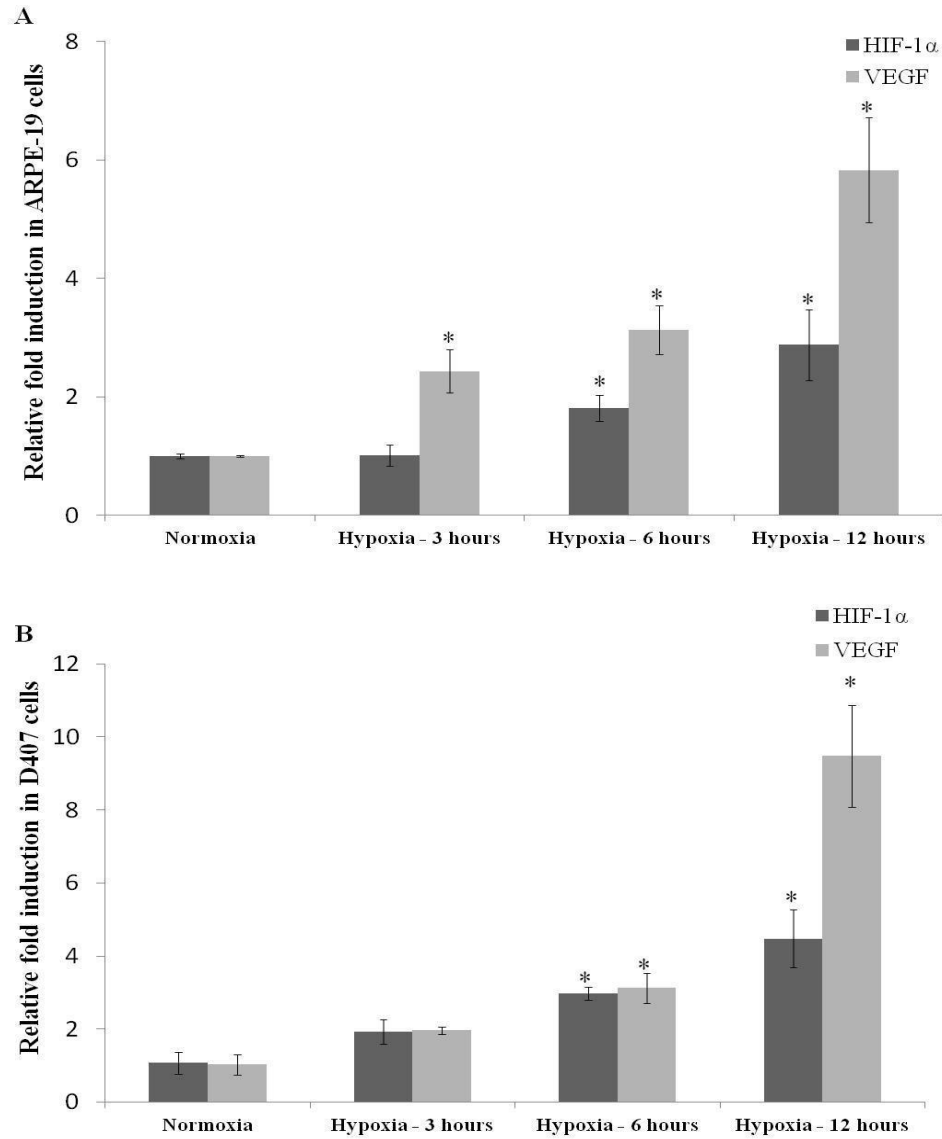 A
8
6
4
2
0
Relative fold induction in ARPE-19 cells
HIF-1α
VEGF
*
*
*
*
*
Normoxia
Hypoxia - 3 hours
Hypoxia - 6 hours
Hypoxia - 12 hours
B
12
10
8
6
4
2
0
Relative fold induction in D407 cells
HIF-1α
VEGF
*
*
*
*
Normoxia
Hypoxia - 3 hours
Hypoxia - 6 hours
Hypoxia - 12 hours